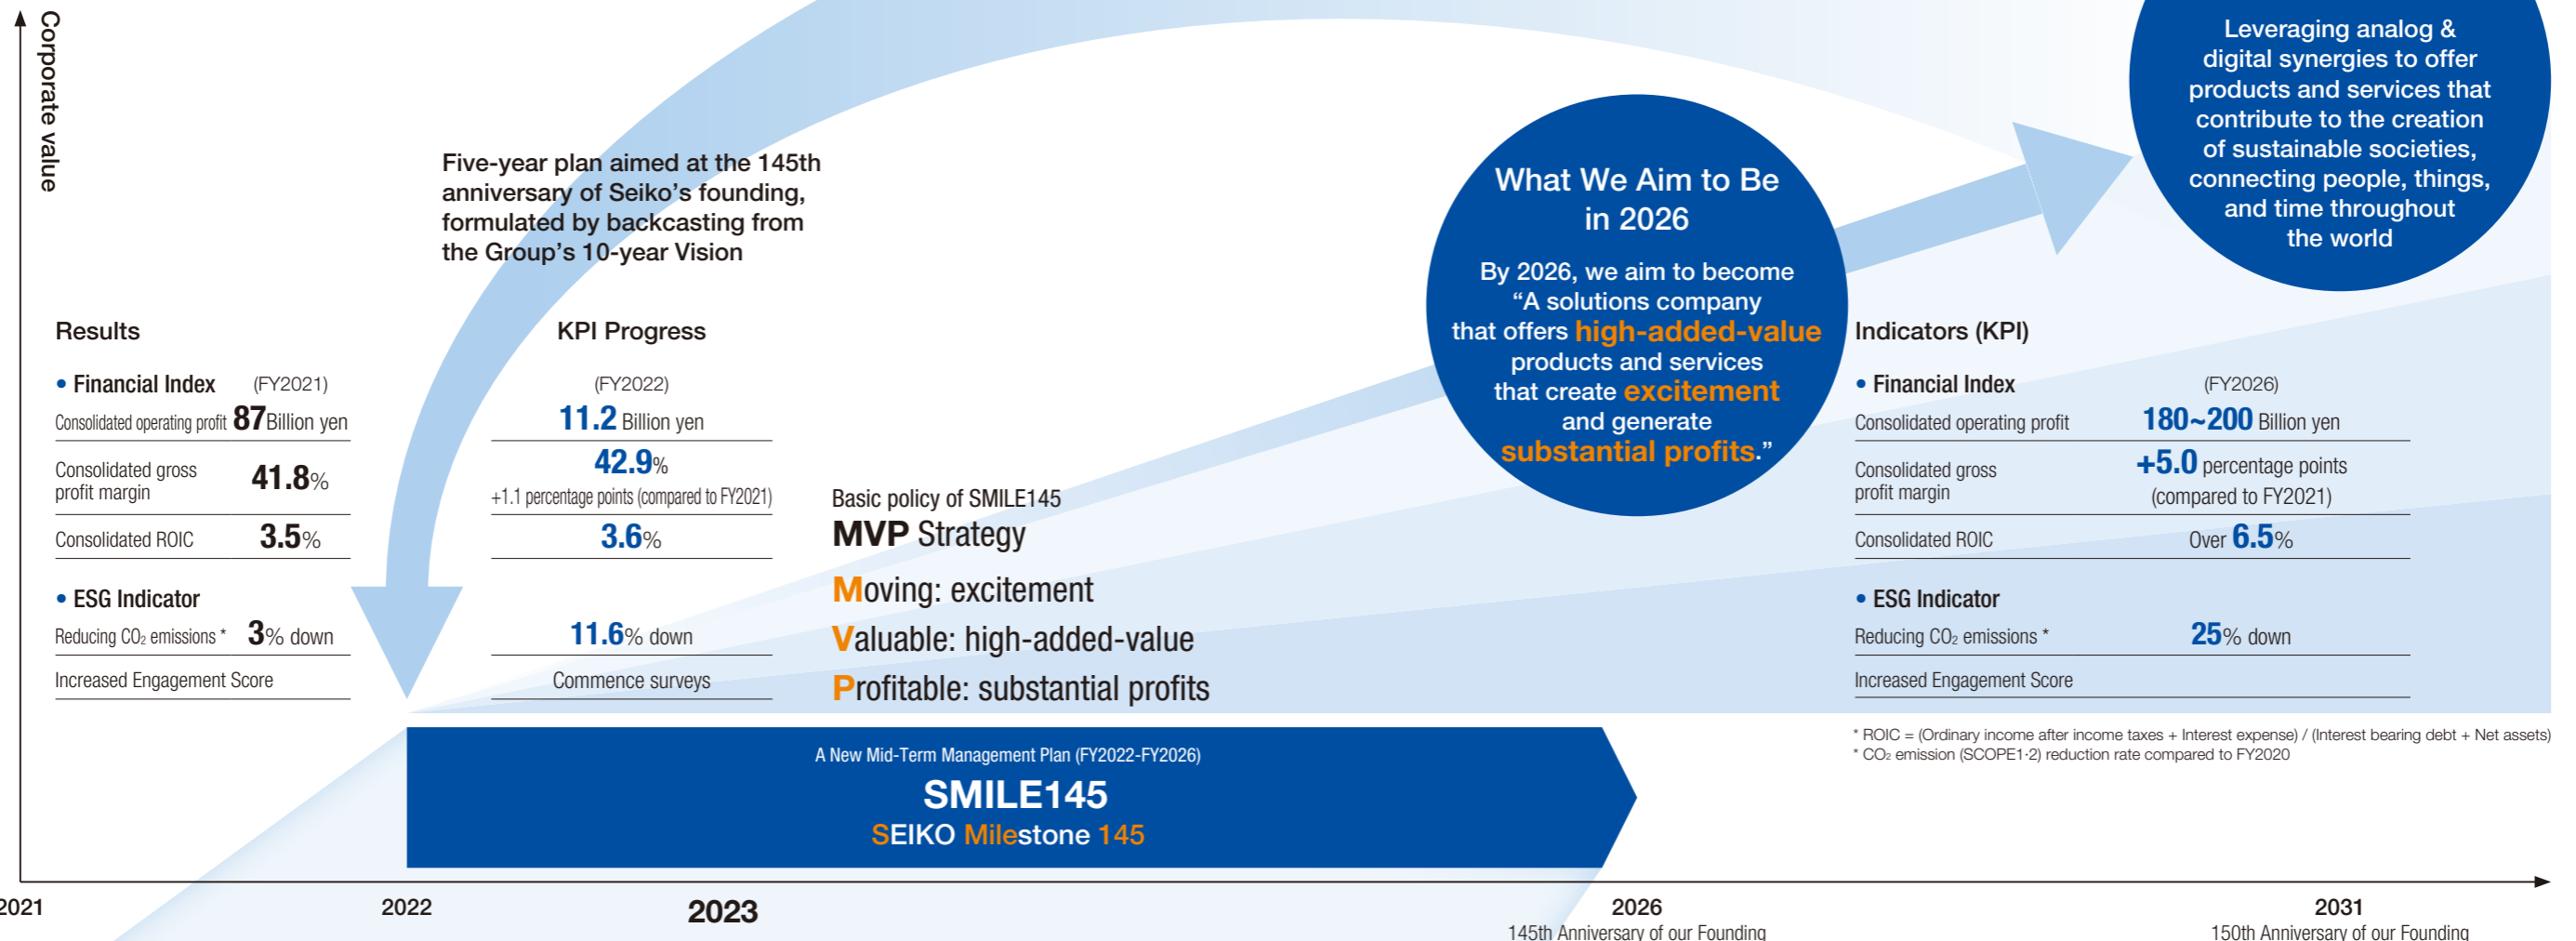 Corporate value
Leveraging analog &
digital synergies to offer
products and services that
contribute to the creation
of sustainable societies,
connecting people, things,
and time throughout
the world
Five-year plan aimed at the 145th
anniversary of Seiko’s founding,
formulated by backcasting from
the Group’s 10-year Vision
What We Aim to Be
in 2026
By 2026, we aim to become
“A solutions company
that offers high-added-value
products and services
that create excitement
and generate
substantial profits.”
Results
• Financial Index (FY2021)
Consolidated operating profit 87Billion yen
Consolidated gross
profit margin
41.8%
Consolidated ROIC 3.5%
• ESG Indicator
Reducing CO₂ emissions * 3% down
Increased Engagement Score
KPI Progress
(FY2022)
11.2 Billion yen
42.9%
+1.1 percentage points (compared to FY2021)
3.6%
11.6% down
Commence surveys
Basic policy of SMILE145
MVP Strategy
Moving: excitement
Valuable: high-added-value
Profitable: substantial profits
Indicators (KPI)
• Financial Index (FY2026)
Consolidated operating profit 180~200 Billion yen
Consolidated gross
profit margin
+5.0 percentage points
(compared to FY2021)
Consolidated ROIC Over 6.5%
• ESG Indicator
Reducing CO₂ emissions * 25% down
Increased Engagement Score
* ROIC = (Ordinary income after income taxes + Interest expense) / (Interest bearing debt + Net assets)
* CO₂ emission (SCOPE1·2) reduction rate compared to FY2020
A New Mid-Term Management Plan (FY2022-FY2026)
SMILE145
SEIKO Milestone 145
2021
2022
2023
2026
145th Anniversary of our Founding
2031
150th Anniversary of our Founding